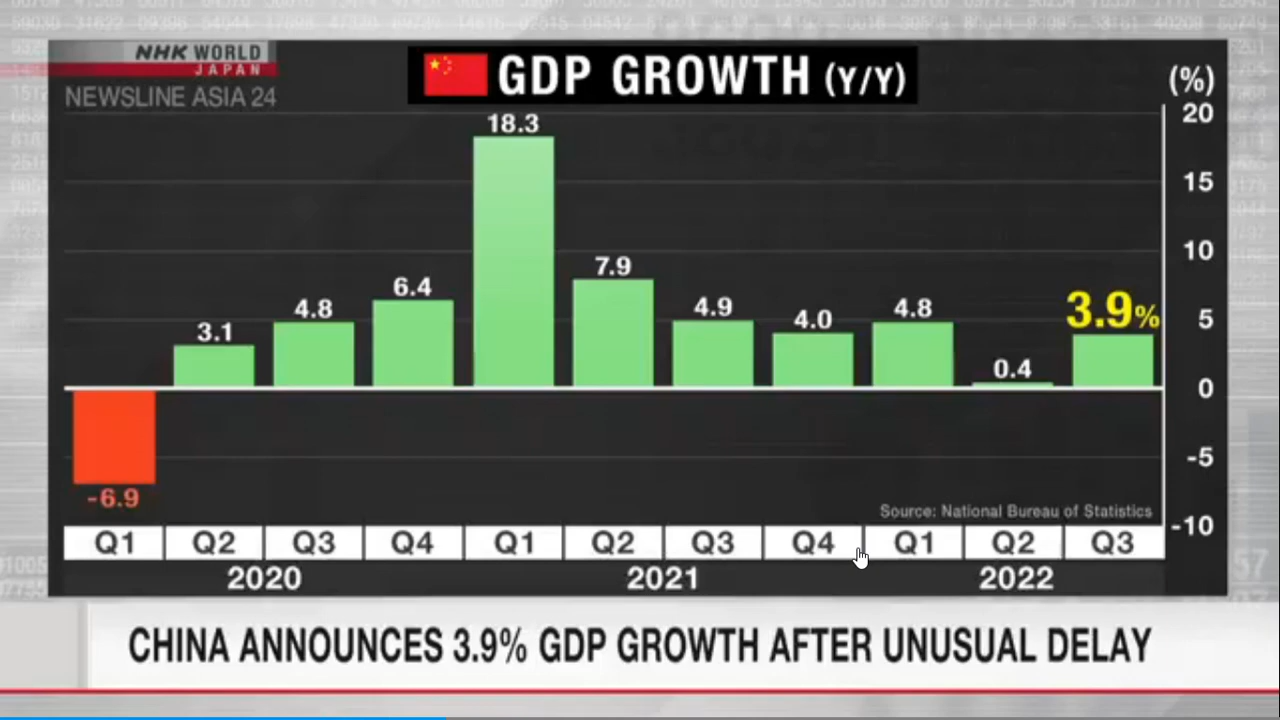 NHK WORLD
JAPAN
NEWSLINE ASIA 24
GDP GROWTH (Y/Y)
(%)
20
15
10
5
0
-5
-10
-6.9
3.1
4.8
6.4
18.3
7.9
4.9
4.0
4.8
0.4
3.9%
Source: National Bureau of Statistics
Q1 Q2 Q3 Q4 Q1 Q2 Q3 Q4 Q1 Q2 Q3
2020 2021 2022
CHINA ANNOUNCES 3.9% GDP GROWTH AFTER UNUSUAL DELAY